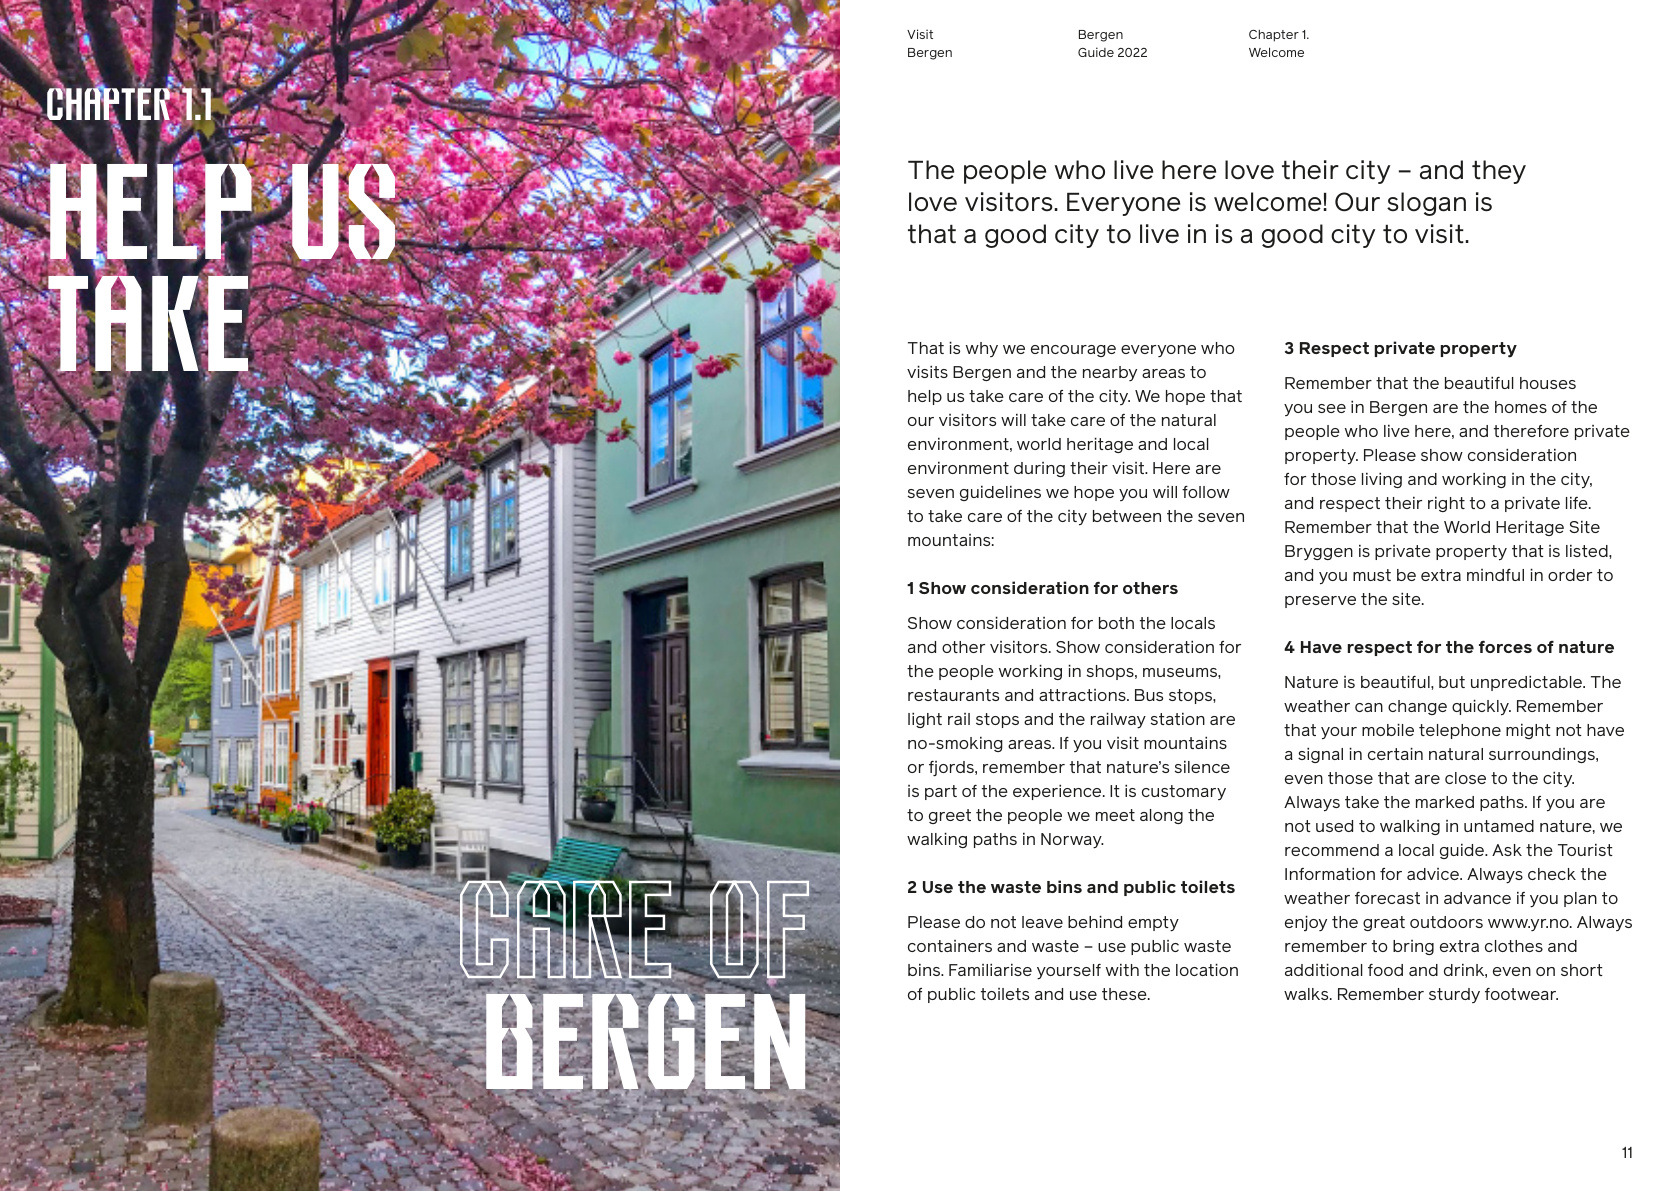 CHAPTER 1.1
HELP US
TAKE
CARE OF
BERGEN
Visit
Bergen
Bergen
Guide 2022
Chapter 1.
Welcome
The people who live here love their city – and they
love visitors. Everyone is welcome! Our slogan is
that a good city to live in is a good city to visit.
That is why we encourage everyone who
visits Bergen and the nearby areas to
help us take care of the city. We hope that
our visitors will take care of the natural
environment, world heritage and local
environment during their visit. Here are
seven guidelines we hope you will follow
to take care of the city between the seven
mountains:
1 Show consideration for others
Show consideration for both the locals
and other visitors. Show consideration for
the people working in shops, museums,
restaurants and attractions. Bus stops,
light rail stops and the railway station are
no-smoking areas. If you visit mountains
or fjords, remember that nature’s silence
is part of the experience. It is customary
to greet the people we meet along the
walking paths in Norway.
2 Use the waste bins and public toilets
Please do not leave behind empty
containers and waste – use public waste
bins. Familiarise yourself with the location
of public toilets and use these.
3 Respect private property
Remember that the beautiful houses
you see in Bergen are the homes of the
people who live here, and therefore private
property. Please show consideration
for those living and working in the city,
and respect their right to a private life.
Remember that the World Heritage Site
Bryggen is private property that is listed,
and you must be extra mindful in order to
preserve the site.
4 Have respect for the forces of nature
Nature is beautiful, but unpredictable. The
weather can change quickly. Remember
that your mobile telephone might not have
a signal in certain natural surroundings,
even those that are close to the city.
Always take the marked paths. If you are
not used to walking in untamed nature, we
recommend a local guide. Ask the Tourist
Information for advice. Always check the
weather forecast in advance if you plan to
enjoy the great outdoors www.yr.no. Always
remember to bring extra clothes and
additional food and drink, even on short
walks. Remember sturdy footwear.
11